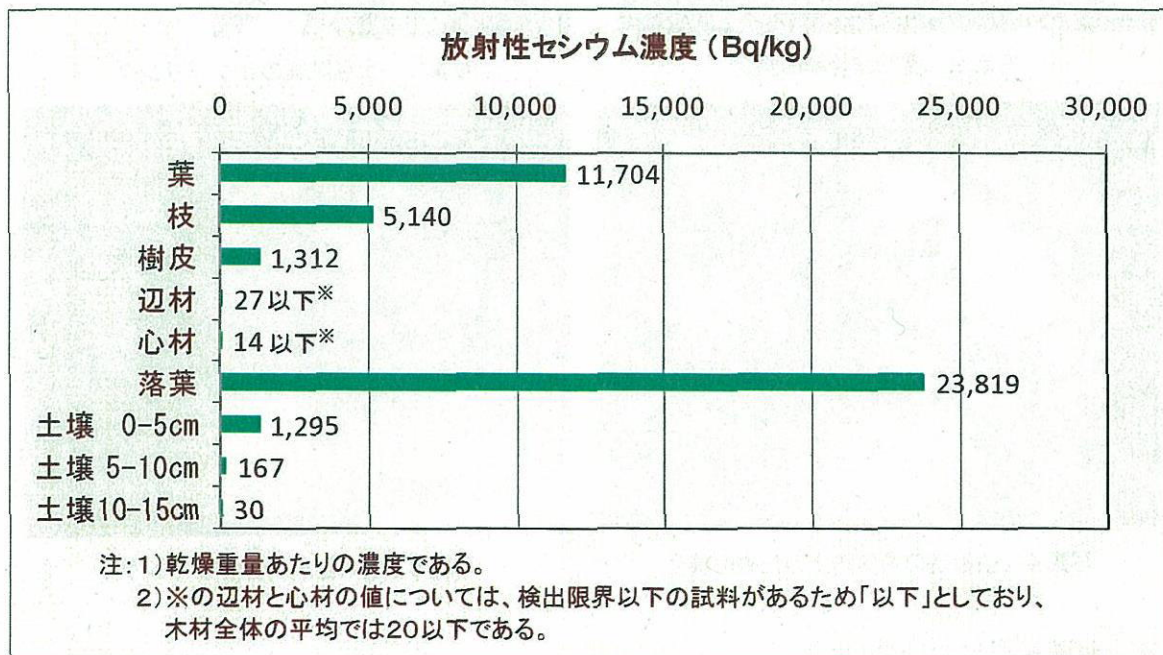 放射性セシウム濃度（Bq/kg）
0 5,000 10,000 15,000 20,000 25,000 30,000
葉 11,704
枝 5,140
樹皮 1,312
辺材 27以下※
心材 14以下※
落葉 23,819
土壌 0-5cm 1,295
土壌 5-10cm 167
土壌10-15cm 30
注:1)乾燥重量あたりの濃度である。
2)※の辺材と心材の値については、検出限界以下の試料があるため「以下」としており、
木材全体の平均では20以下である。